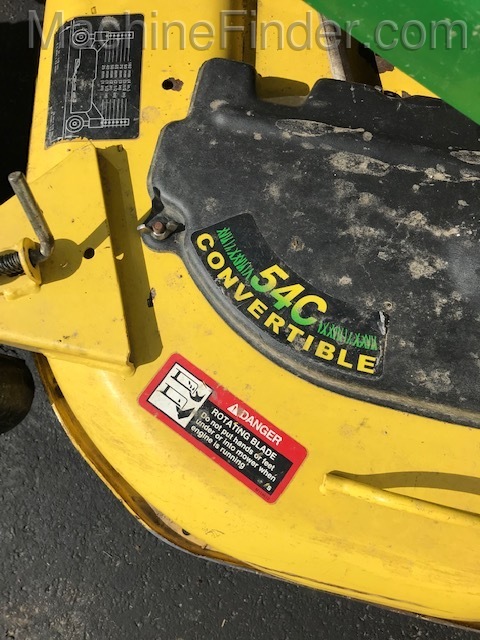 MachineFinder.com
54C
CONVERTIBLE
DANGER
ROTATING BLADE
Do not put hands or feet
under or into mower when
engine is running